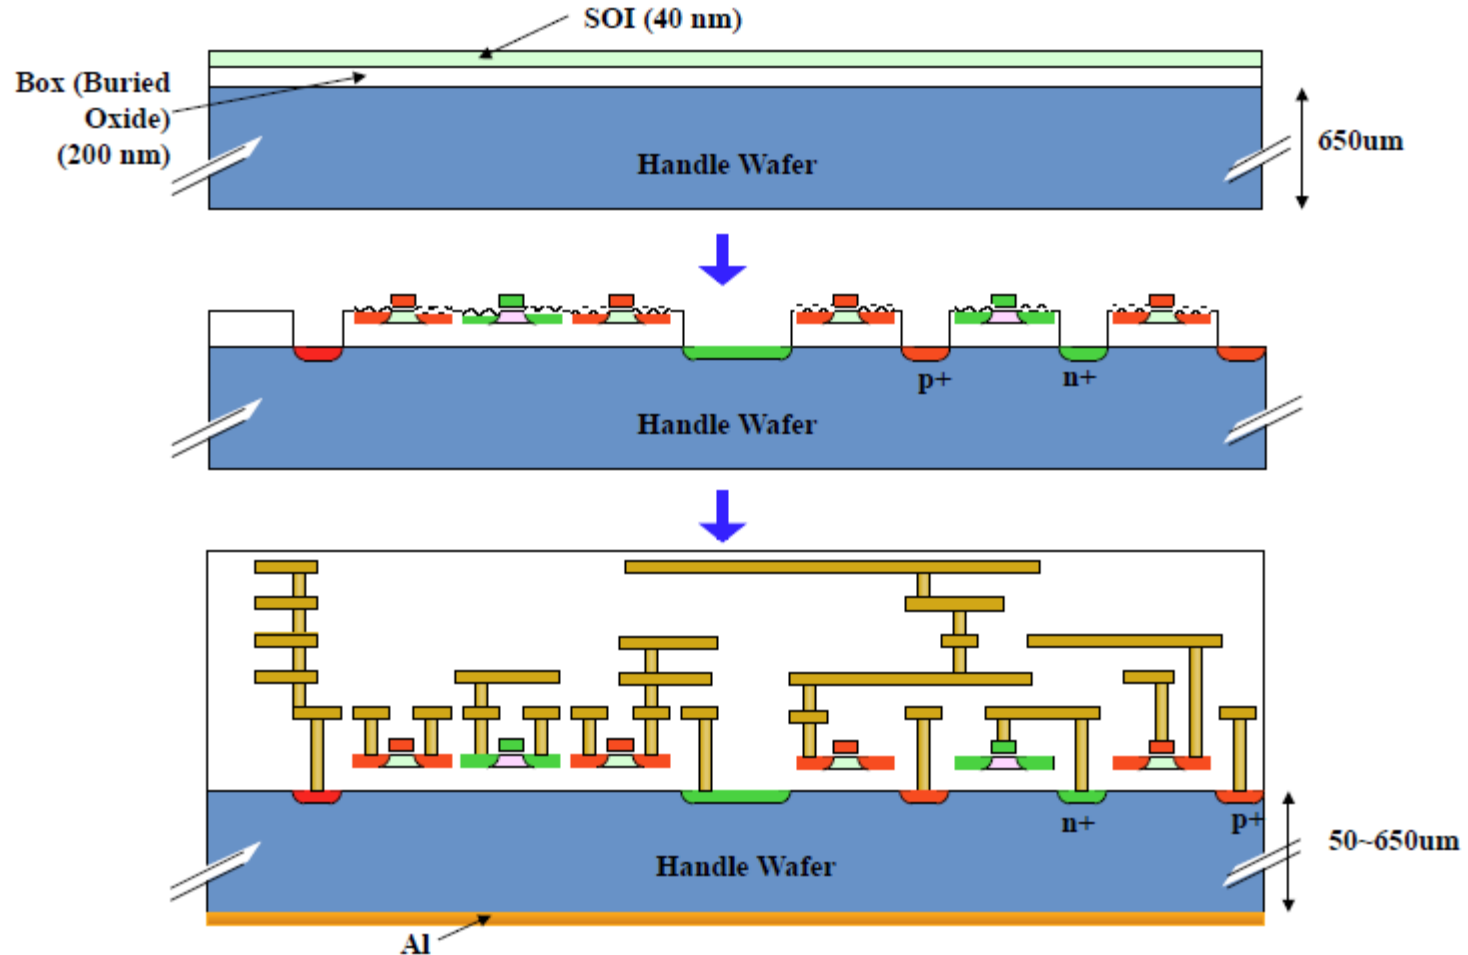 SOI (40 nm)
Box (Buried
Oxide)
(200 nm)
650um
Handle Wafer
p+
n+
Handle Wafer
n+
p+
50~650um
Handle Wafer
Al